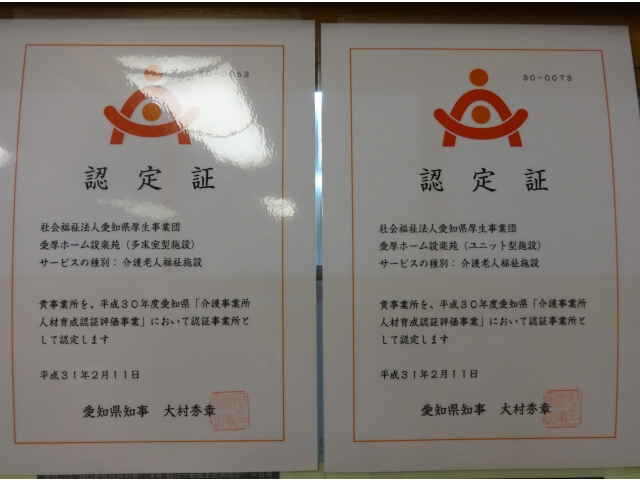 認定証
社会福祉法人愛知県厚生事業団
愛厚ホーム設楽苑（多床室型施設）
サービスの種別：介護老人福祉施設
貴事業所を、平成３０年度愛知県「介護事業所
人材育成認証評価事業」において認証事業所と
して認定します
平成３１年２月１１日
愛知県知事　大村秀章
30-0073
認定証
社会福祉法人愛知県厚生事業団
愛厚ホーム設楽苑（ユニット型施設）
サービスの種別：介護老人福祉施設
貴事業所を、平成３０年度愛知県「介護事業所
人材育成認証評価事業」において認証事業所と
して認定します
平成３１年２月１１日
愛知県知事　大村秀章